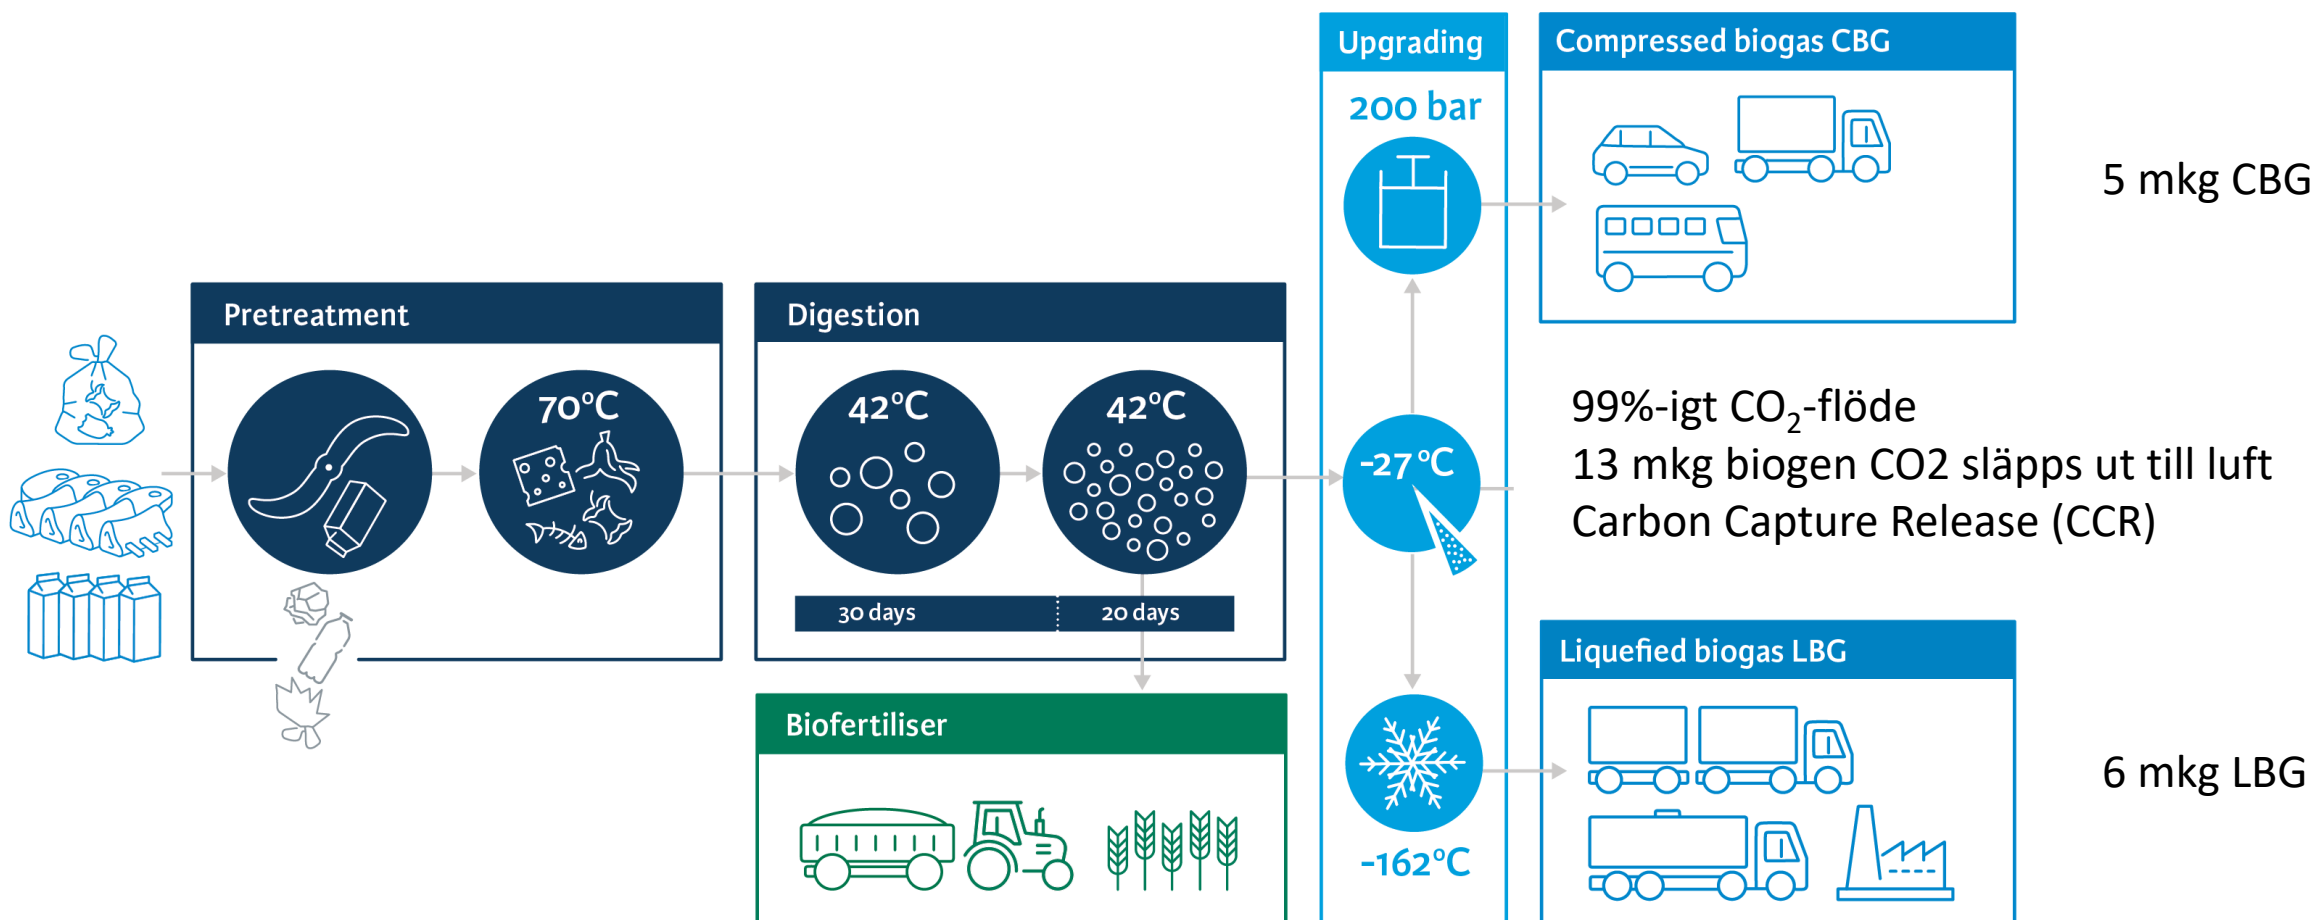 Pretreatment
70°C
Digestion
42°C
42°C
30 days
20 days
Biofertiliser
Upgrading
200 bar
-27 °C
-162°C
Compressed biogas CBG
5 mkg CBG
99%-igt CO₂-flöde
13 mkg biogen CO2 släpps ut till luft
Carbon Capture Release (CCR)
Liquefied biogas LBG
6 mkg LBG